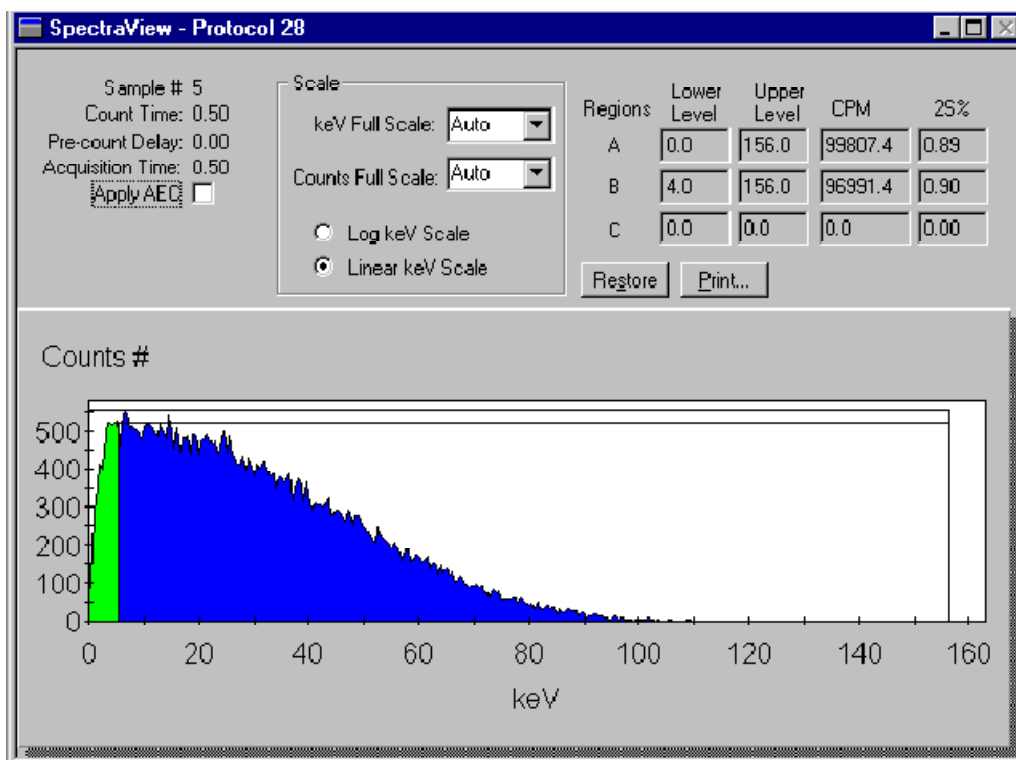 SpectraView - Protocol 28
Sample # 5
Count Time: 0.50
Pre-count Delay: 0.00
Acquisition Time: 0.50
Apply AEC
Scale
keV Full Scale: Auto
Counts Full Scale: Auto
Log keV Scale
Linear keV Scale
Regions Lower Level Upper Level CPM 2S%
A 0.0 156.0 99807.4 0.89
B 4.0 156.0 96991.4 0.90
C 0.0 0.0 0.0 0.00
Restore Print...
Counts #
500
400
300
200
100
0
0 20 40 60 80 100 120 140 160
keV